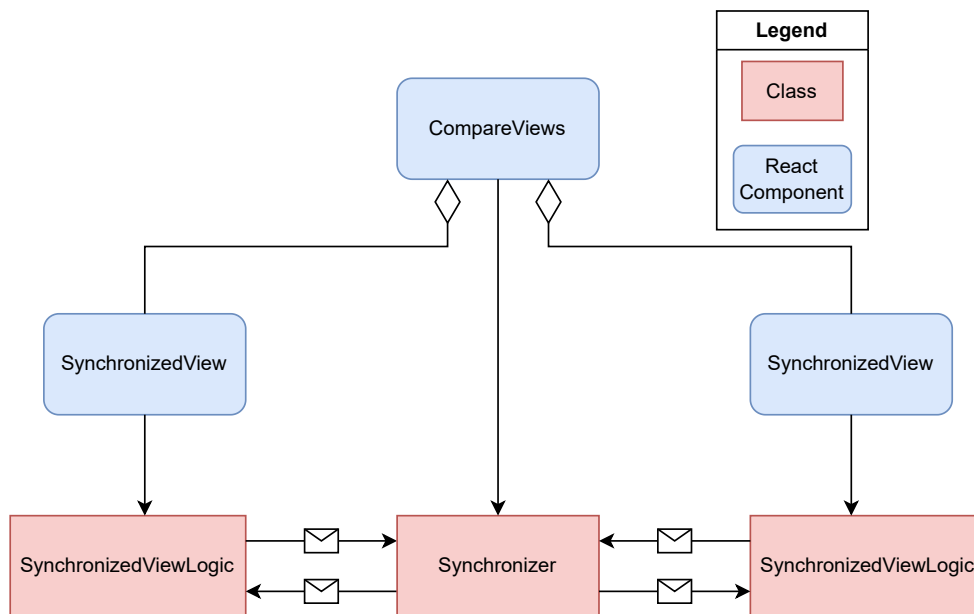 Legend
Class
CompareViews
React
Component
SynchronizedView
SynchronizedView
SynchronizedViewLogic
Synchronizer
SynchronizedViewLogic